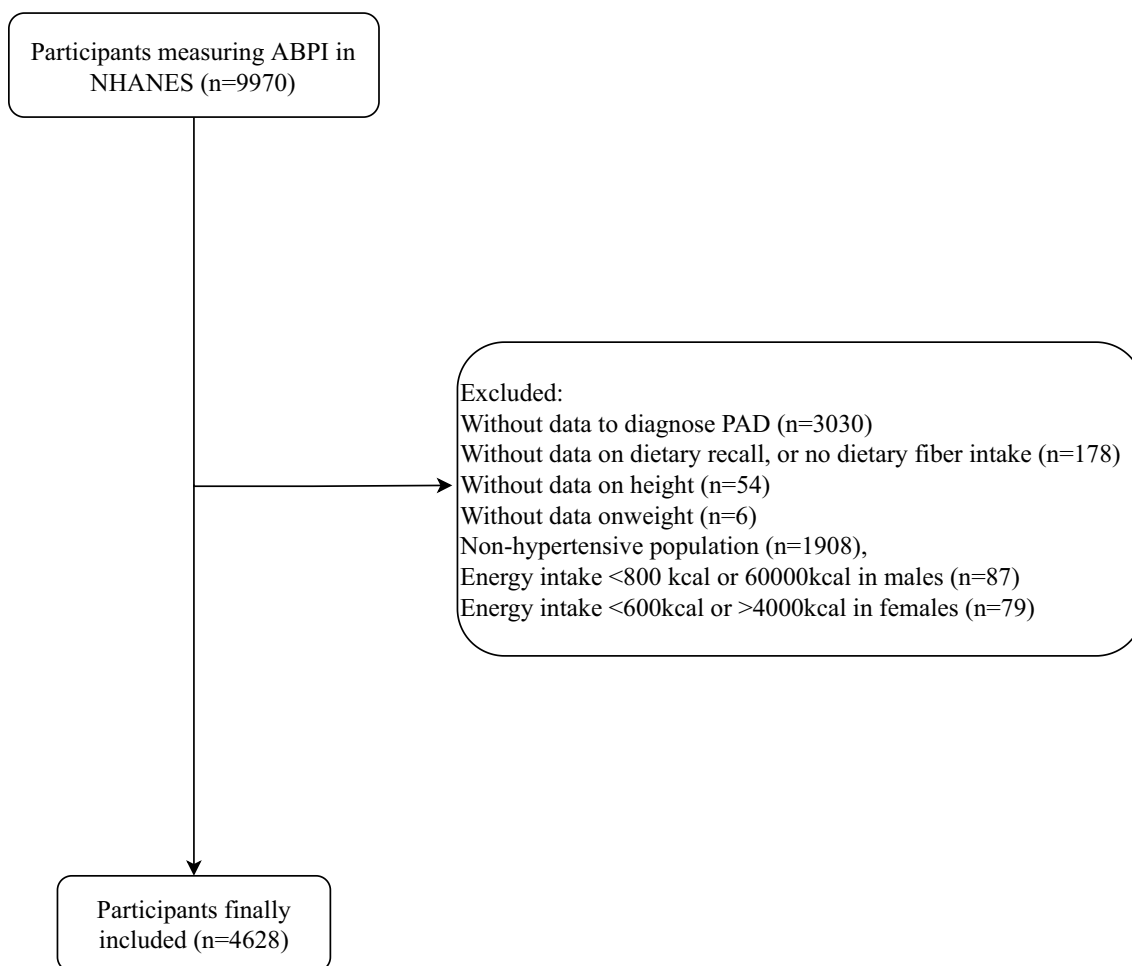 Participants measuring ABPI in
NHANES (n=9970)
Excluded:
Without data to diagnose PAD (n=3030)
Without data on dietary recall, or no dietary fiber intake (n=178)
Without data on height (n=54)
Without data onweight (n=6)
Non-hypertensive population (n=1908),
Energy intake <800 kcal or 60000kcal in males (n=87)
Energy intake <600kcal or >4000kcal in females (n=79)
Participants finally
included (n=4628)